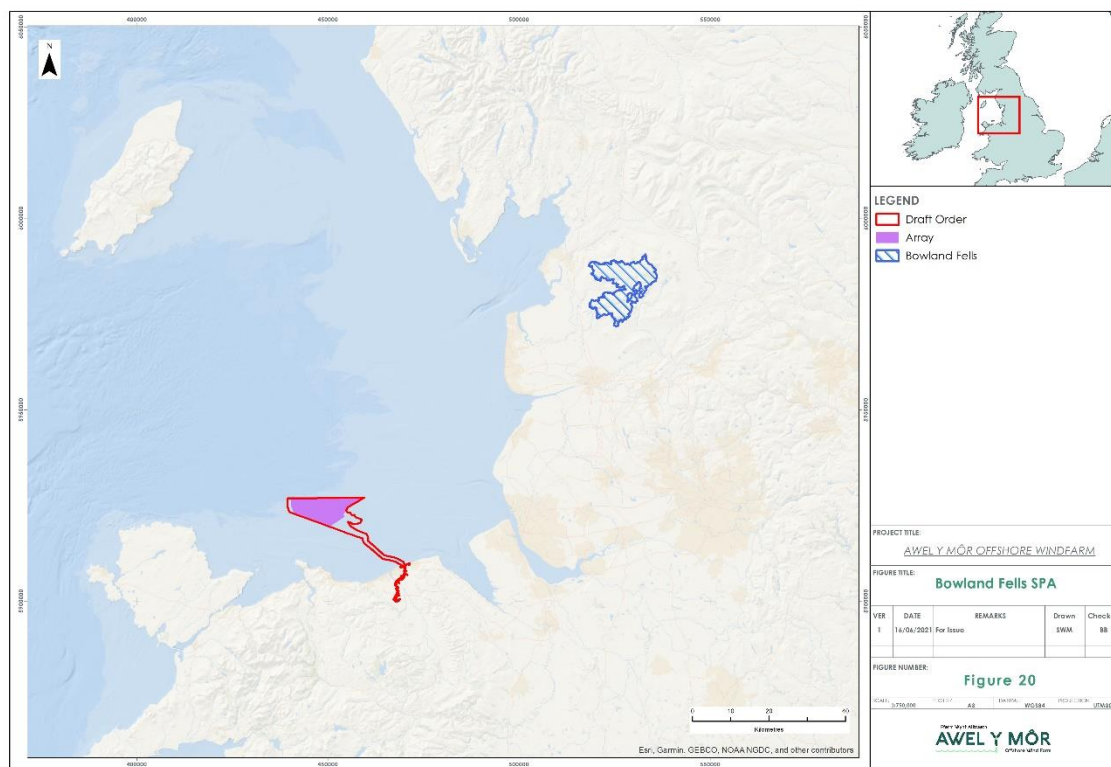 450000
500000
N
LEGEND
Draft Order
Array
Bowland Fells
0 10 20 40
Kilometres
Esri, Garmin, GEBCO, NOAA NGDC, and other contributors
PROJECT TITLE:
AWEL Y MÔR OFFSHORE WINDFARM
FIGURE TITLE:
Bowland Fells SPA
VER DATE REMARKS Drawn Check
1 16/06/2021 For Issue SWM BB
FIGURE NUMBER:
Figure 20
A3 WGS84
AWEL Y MÔR
Offshore Wind Farm